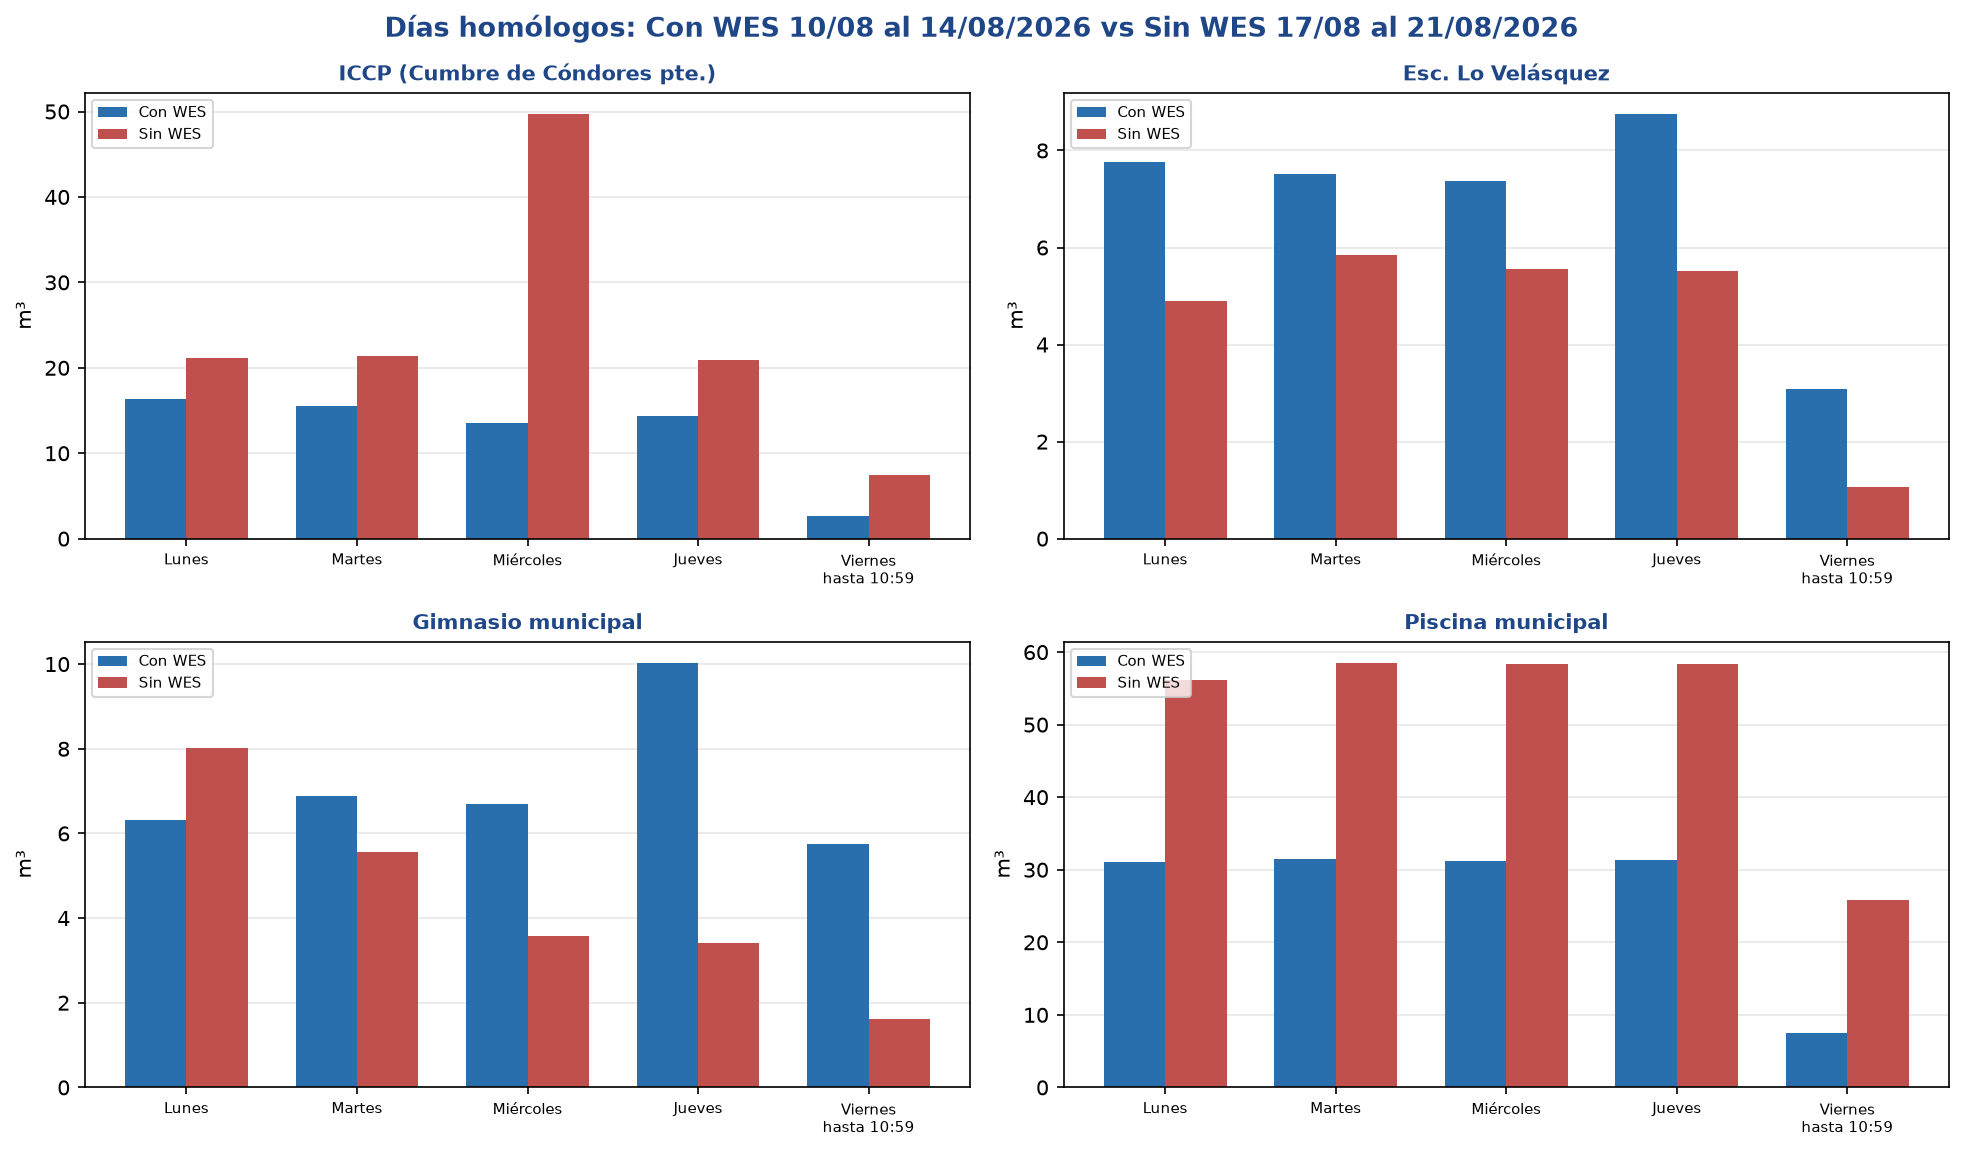 Días homólogos: Con WES 10/08 al 14/08/2026 vs Sin WES 17/08 al 21/08/2026
ICCP (Cumbre de Cóndores pte.)
Con WES
Sin WES
50
40
30
20
10
0
m³
Lunes
Martes
Miércoles
Jueves
Viernes
hasta 10:59
Esc. Lo Velásquez
Con WES
Sin WES
8
6
4
2
0
m³
Lunes
Martes
Miércoles
Jueves
Viernes
hasta 10:59
Gimnasio municipal
Con WES
Sin WES
10
8
6
4
2
0
m³
Lunes
Martes
Miércoles
Jueves
Viernes
hasta 10:59
Piscina municipal
Con WES
Sin WES
60
50
40
30
20
10
0
m³
Lunes
Martes
Miércoles
Jueves
Viernes
hasta 10:59